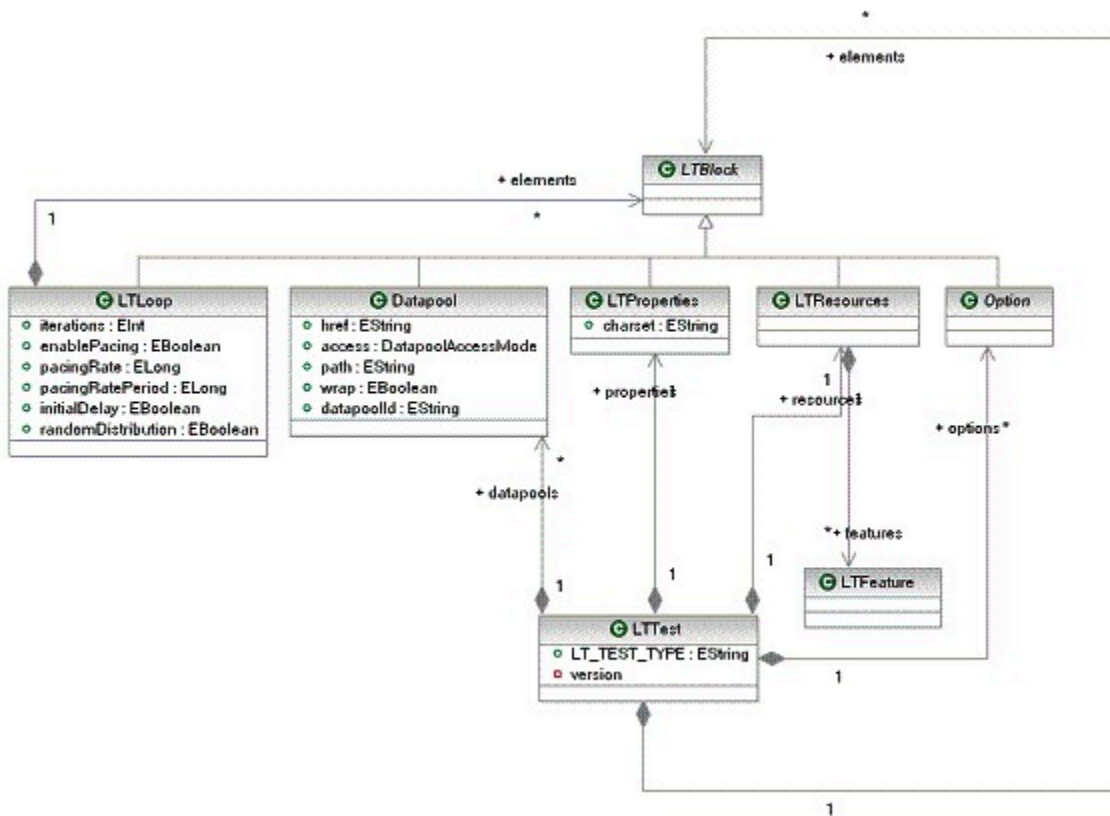 *
+ elements
LTBlock
+ elements
1
*
LTLoop
iterations : EInt
enablePacing : EBoolean
pacingRate : ELong
pacingRatePeriod : ELong
initialDelay : EBoolean
randomDistribution : EBoolean
Datapool
href : EString
access : DatapoolAccessMode
path : EString
wrap : EBoolean
datapoolId : EString
LTProperties
charset : EString
LTResources
Option
+ properties
1
1
+ resources
1
+ options *
*
+ datapools
* + features
LTFeature
1
1
1
LTTest
LT_TEST_TYPE : EString
version
1
1